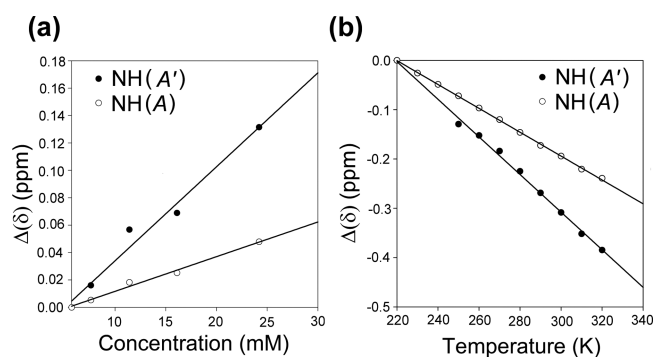 (a)
0.18
0.16
0.14
0.12
0.10
0.08
0.06
0.04
0.02
0.00
Δ(δ) (ppm)
● NH(A')
○ NH(A)
10 15 20 25 30
Concentration (mM)
(b)
0
-0.1
-0.2
-0.3
-0.4
-0.5
Δ(δ) (ppm)
● NH(A')
○ NH(A)
220 240 260 280 300 320 340
Temperature (K)